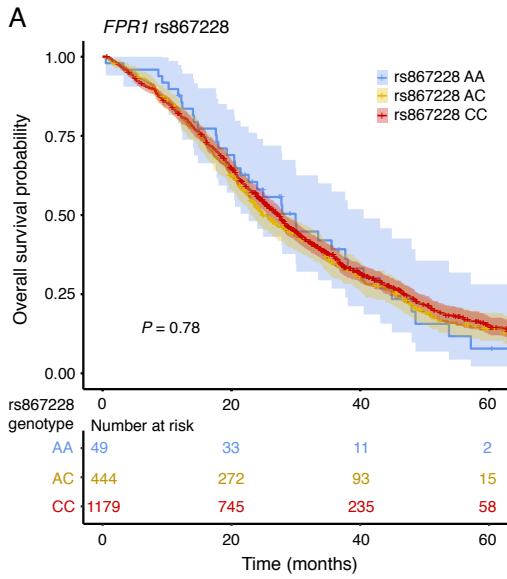 A
FPR1 rs867228
1.00
0.75
0.50
0.25
0.00
Overall survival probability
rs867228 AA
rs867228 AC
rs867228 CC
P = 0.78
0 20 40 60
rs867228
genotype
Number at risk
AA 49 33 11 2
AC 444 272 93 15
CC 1179 745 235 58
0 20 40 60
Time (months)